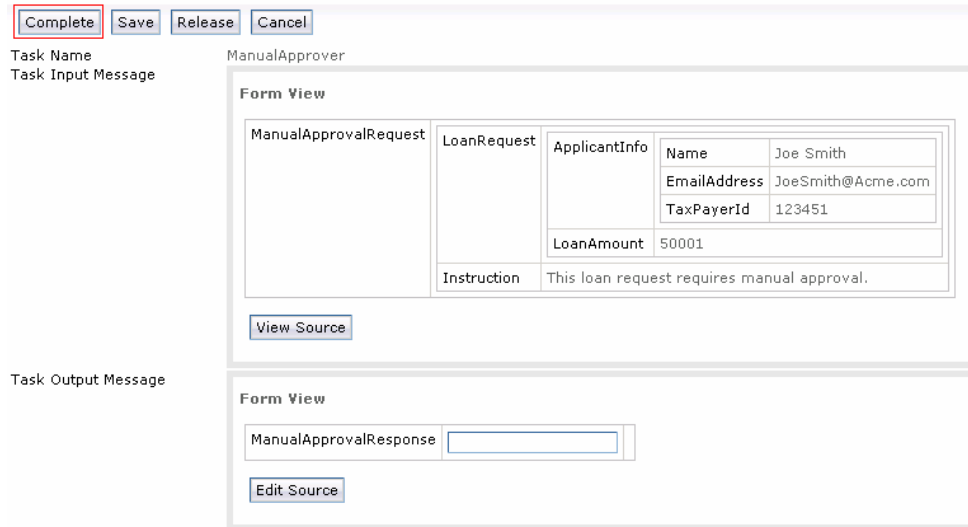 Complete Save Release Cancel
Task Name ManualApprover
Task Input Message
Form View
ManualApprovalRequest LoanRequest ApplicantInfo Name Joe Smith
EmailAddress JoeSmith@Acme.com
TaxPayerId 123451
LoanAmount 50001
Instruction This loan request requires manual approval.
View Source
Task Output Message
Form View
ManualApprovalResponse
Edit Source